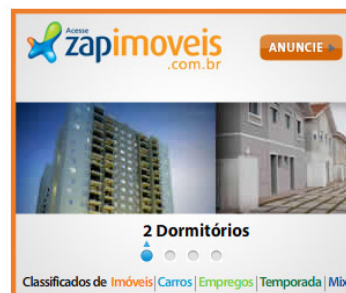 Acesse
zapimoveis
.com.br
ANUNCIE
2 Dormitórios
Classificados de Imóveis | Carros | Empregos | Temporada | Mix